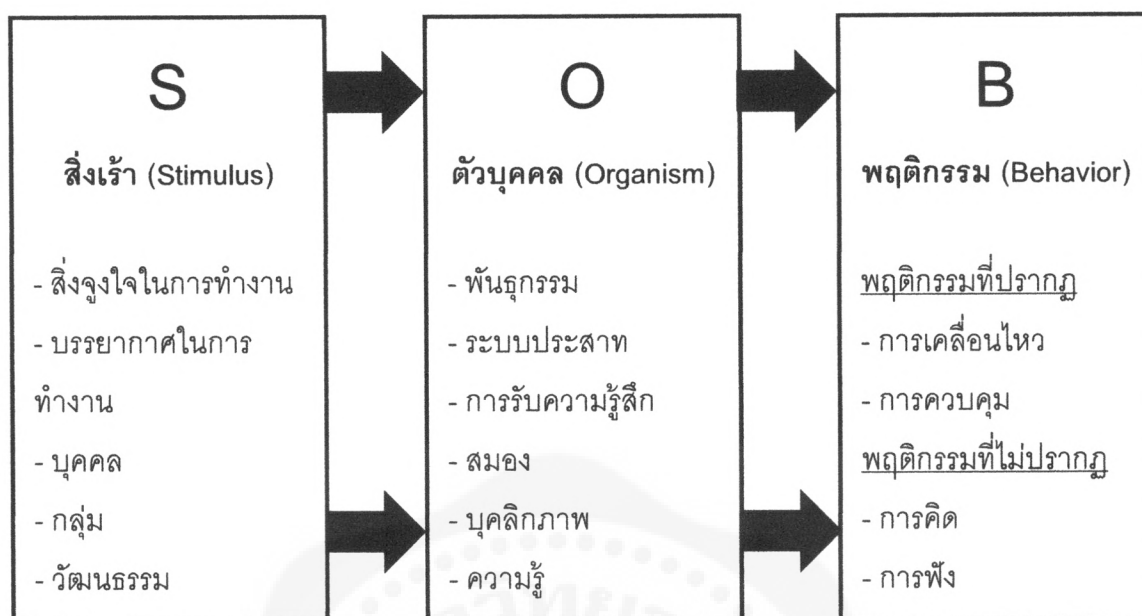 S
สิ่งเร้า (Stimulus)
- สิ่งจูงใจในการทำงาน
- บรรยากาศในการ
ทำงาน
- บุคคล
- กลุ่ม
- วัฒนธรรม
O
ตัวบุคคล (Organism)
- พันธุกรรม
- ระบบประสาท
- การรับความรู้สึก
- สมอง
- บุคลิกภาพ
- ความรู้
B
พฤติกรรม (Behavior)
พฤติกรรมที่ปรากฏ
- การเคลื่อนไหว
- การควบคุม
พฤติกรรมที่ไม่ปรากฏ
- การคิด
- การฟัง